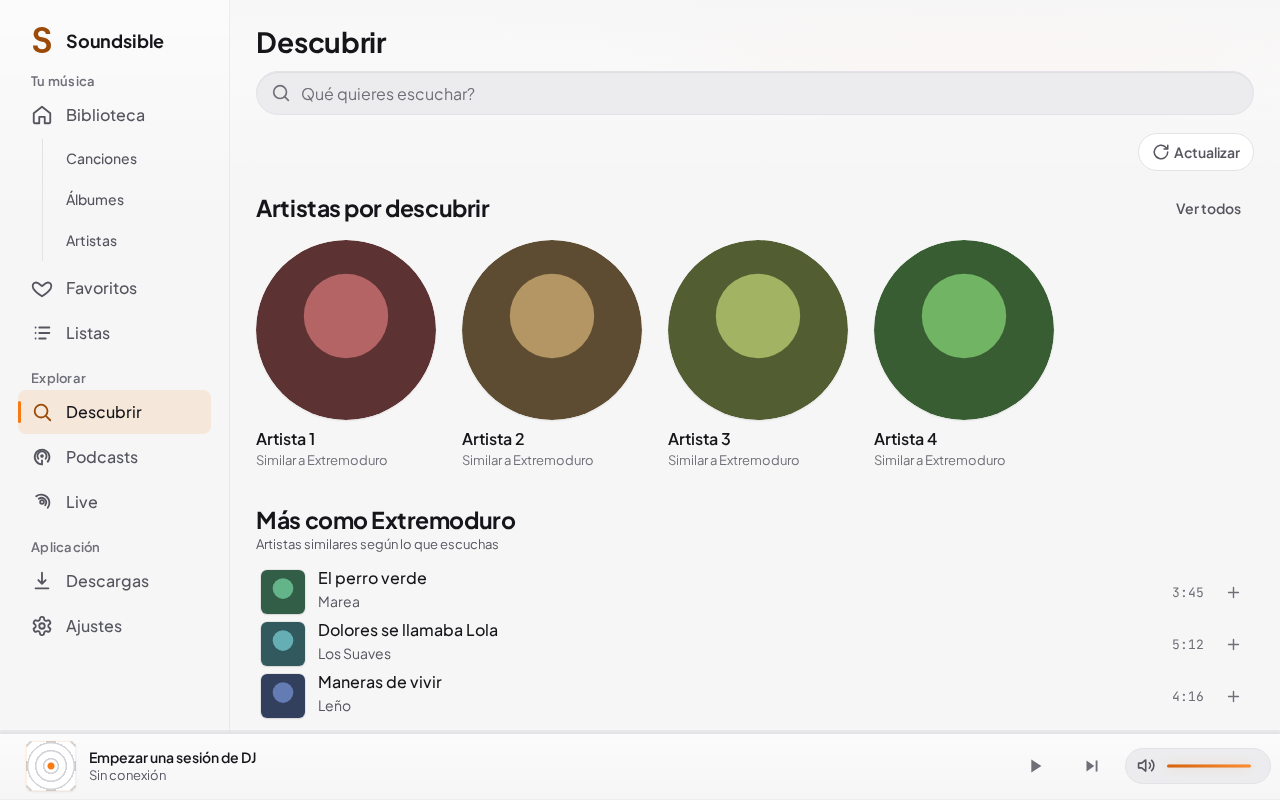 S Soundsible
Tu música
Biblioteca
Canciones
Álbumes
Artistas
Favoritos
Listas
Explorar
Descubrir
Podcasts
Live
Aplicación
Descargas
Ajustes
Descubrir
Qué quieres escuchar?
Actualizar
Artistas por descubrir
Ver todos
Artista 1
Similar a Extremoduro
Artista 2
Similar a Extremoduro
Artista 3
Similar a Extremoduro
Artista 4
Similar a Extremoduro
Más como Extremoduro
Artistas similares según lo que escuchas
El perro verde
Marea
3:45
Dolores se llamaba Lola
Los Suaves
5:12
Maneras de vivir
Leño
4:16
Empezar una sesión de DJ
Sin conexión